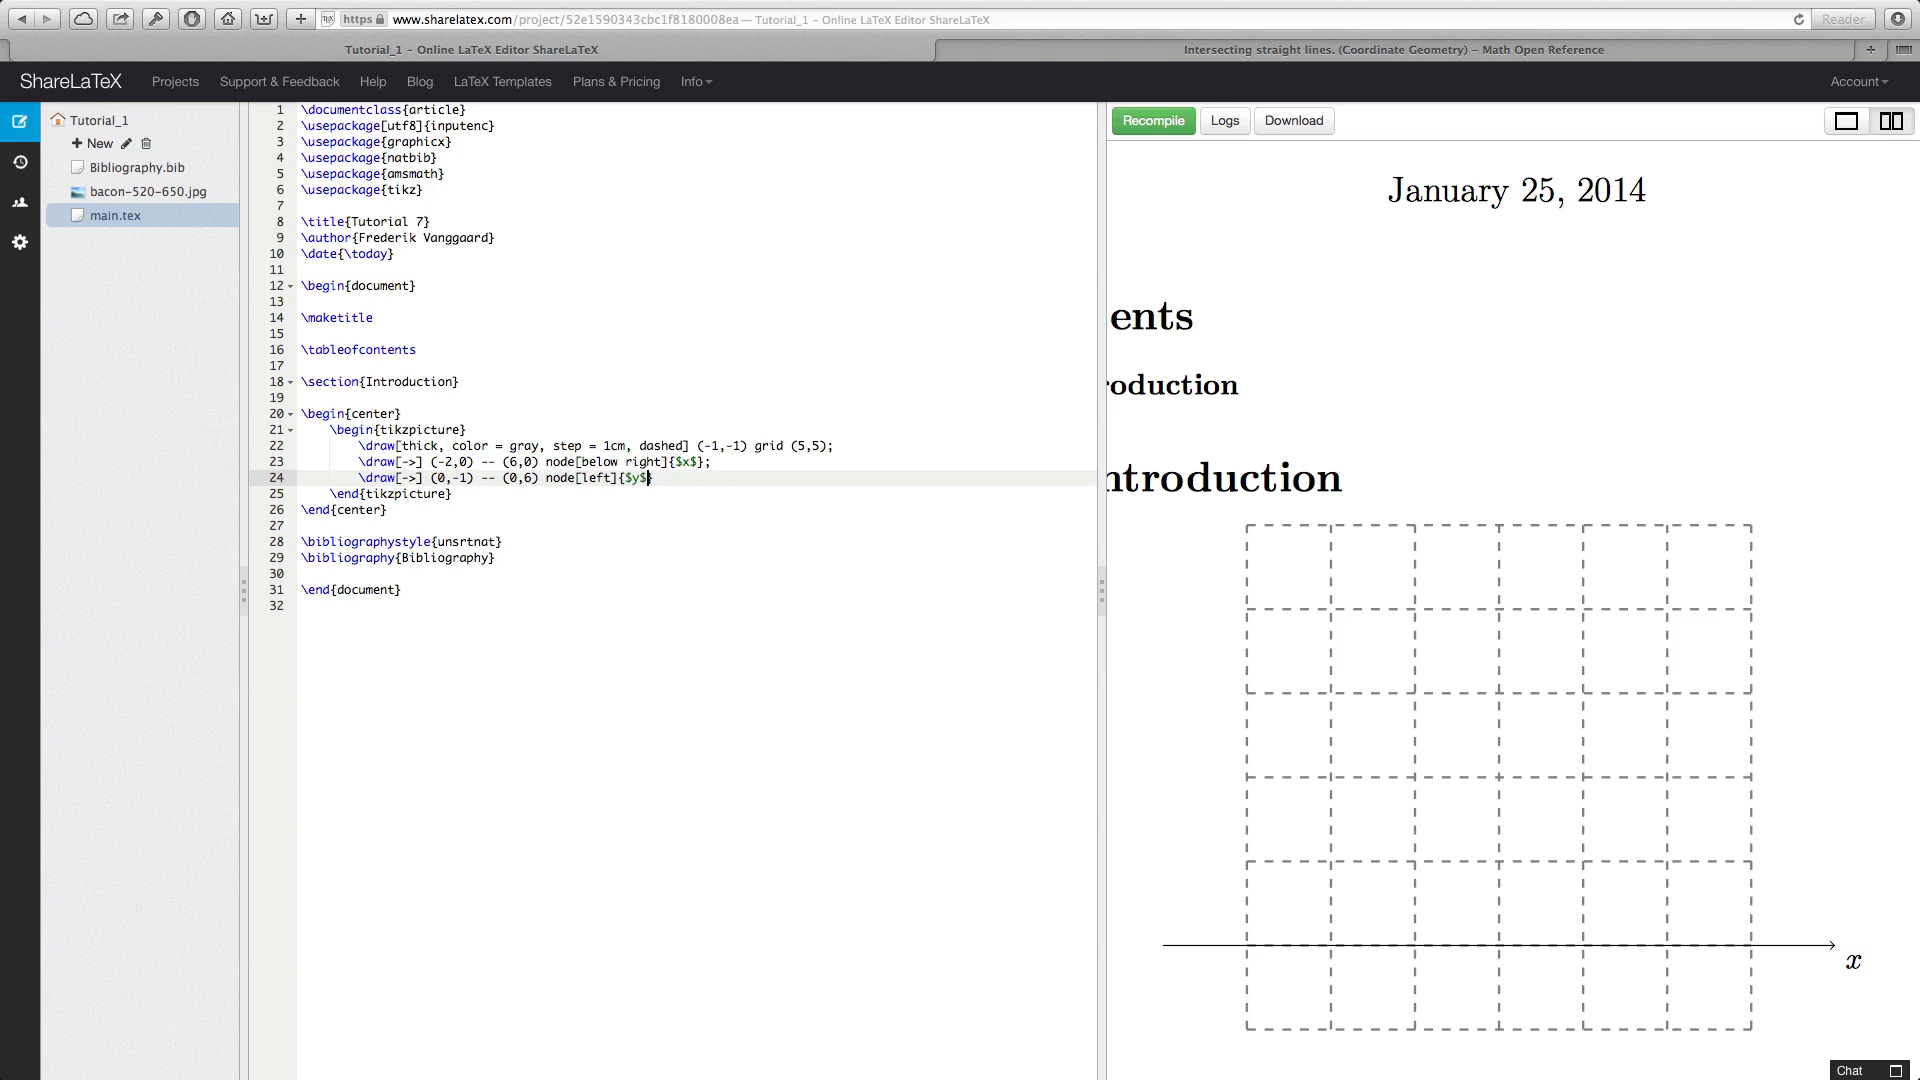 https www.sharelatex.com/project/52e1590343cbc1f8180008ea — Tutorial_1 – Online LaTeX Editor ShareLaTeX Reader
Tutorial_1 – Online LaTeX Editor ShareLaTeX
Intersecting straight lines. (Coordinate Geometry) – Math Open Reference
ShareLaTeX Projects Support & Feedback Help Blog LaTeX Templates Plans & Pricing Info Account
Tutorial_1
New
Bibliography.bib
bacon-520-650.jpg
main.tex
1 \documentclass{article}
2 \usepackage[utf8]{inputenc}
3 \usepackage{graphicx}
4 \usepackage{natbib}
5 \usepackage{amsmath}
6 \usepackage{tikz}
7
8 \title{Tutorial 7}
9 \author{Frederik Vanggaard}
10 \date{\today}
11
12 \begin{document}
13
14 \maketitle
15
16 \tableofcontents
17
18 \section{Introduction}
19
20 \begin{center}
21 \begin{tikzpicture}
22 \draw[thick, color = gray, step = 1cm, dashed] (-1,-1) grid (5,5);
23 \draw[->] (-2,0) -- (6,0) node[below right]{$x$};
24 \draw[->] (0,-1) -- (0,6) node[left]{$y$}
25 \end{tikzpicture}
26 \end{center}
27
28 \bibliographystyle{unsrtnat}
29 \bibliography{Bibliography}
30
31 \end{document}
32
Recompile Logs Download
January 25, 2014
ents
roduction
ntroduction
x
Chat